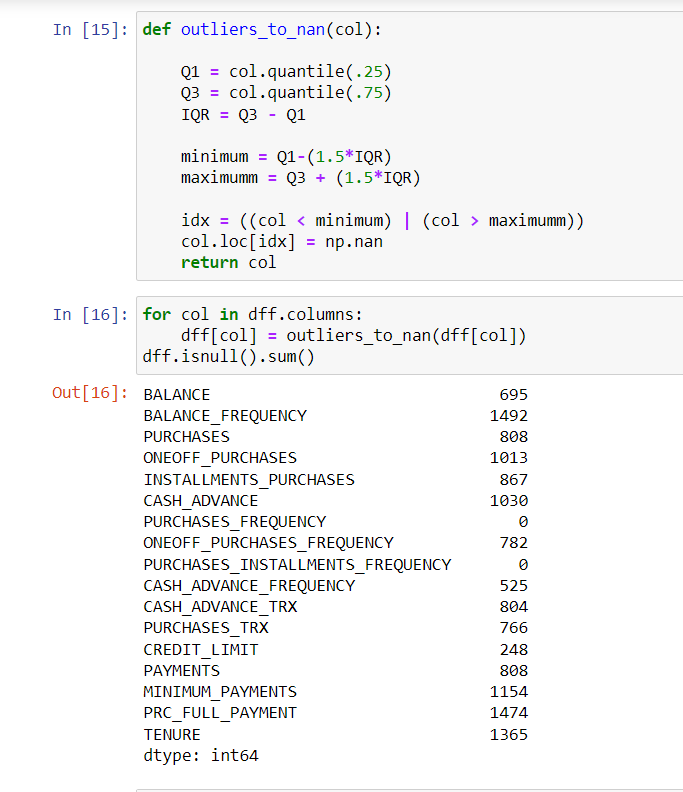 In [15]: def outliers_to_nan(col):
Q1 = col.quantile(.25)
Q3 = col.quantile(.75)
IQR = Q3 - Q1
minimum = Q1-(1.5*IQR)
maximumm = Q3 + (1.5*IQR)
idx = ((col < minimum) | (col > maximumm))
col.loc[idx] = np.nan
return col
In [16]: for col in dff.columns:
dff[col] = outliers_to_nan(dff[col])
dff.isnull().sum()
Out[16]: BALANCE 695
BALANCE_FREQUENCY 1492
PURCHASES 808
ONEOFF_PURCHASES 1013
INSTALLMENTS_PURCHASES 867
CASH_ADVANCE 1030
PURCHASES_FREQUENCY 0
ONEOFF_PURCHASES_FREQUENCY 782
PURCHASES_INSTALLMENTS_FREQUENCY 0
CASH_ADVANCE_FREQUENCY 525
CASH_ADVANCE_TRX 804
PURCHASES_TRX 766
CREDIT_LIMIT 248
PAYMENTS 808
MINIMUM_PAYMENTS 1154
PRC_FULL_PAYMENT 1474
TENURE 1365
dtype: int64